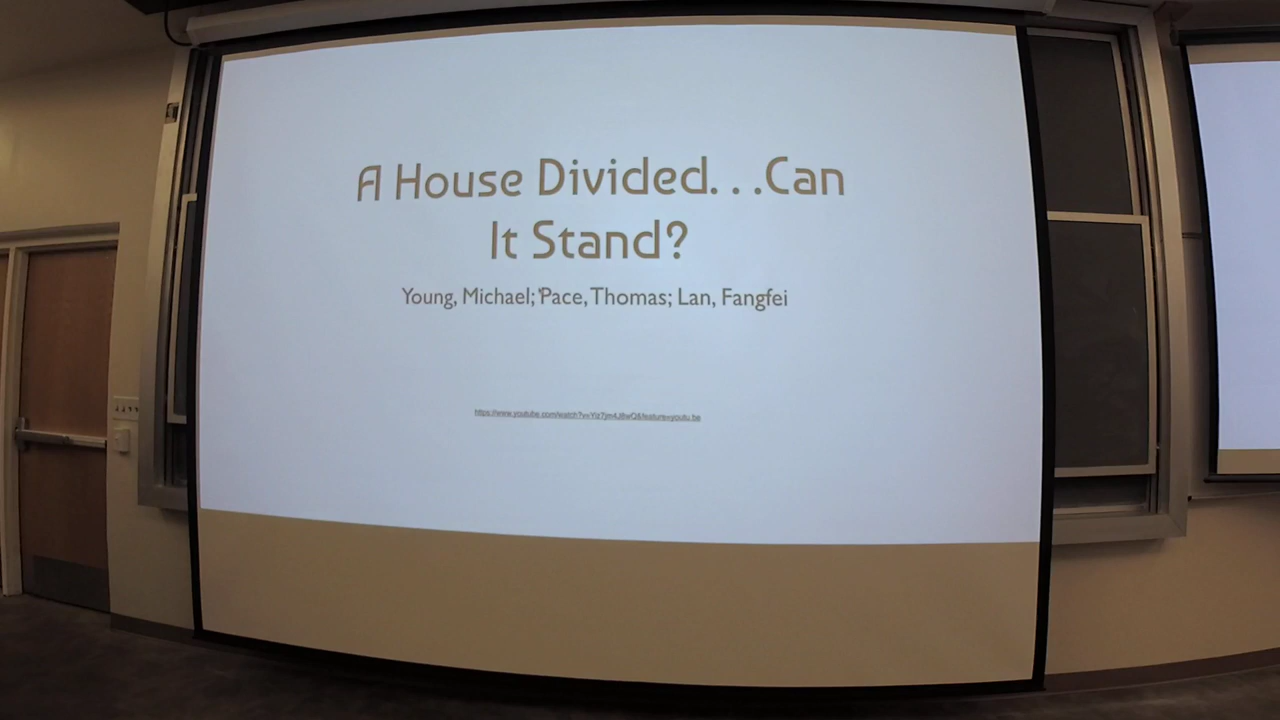 A House Divided. . .Can
It Stand?
Young, Michael; Pace, Thomas; Lan, Fangfei